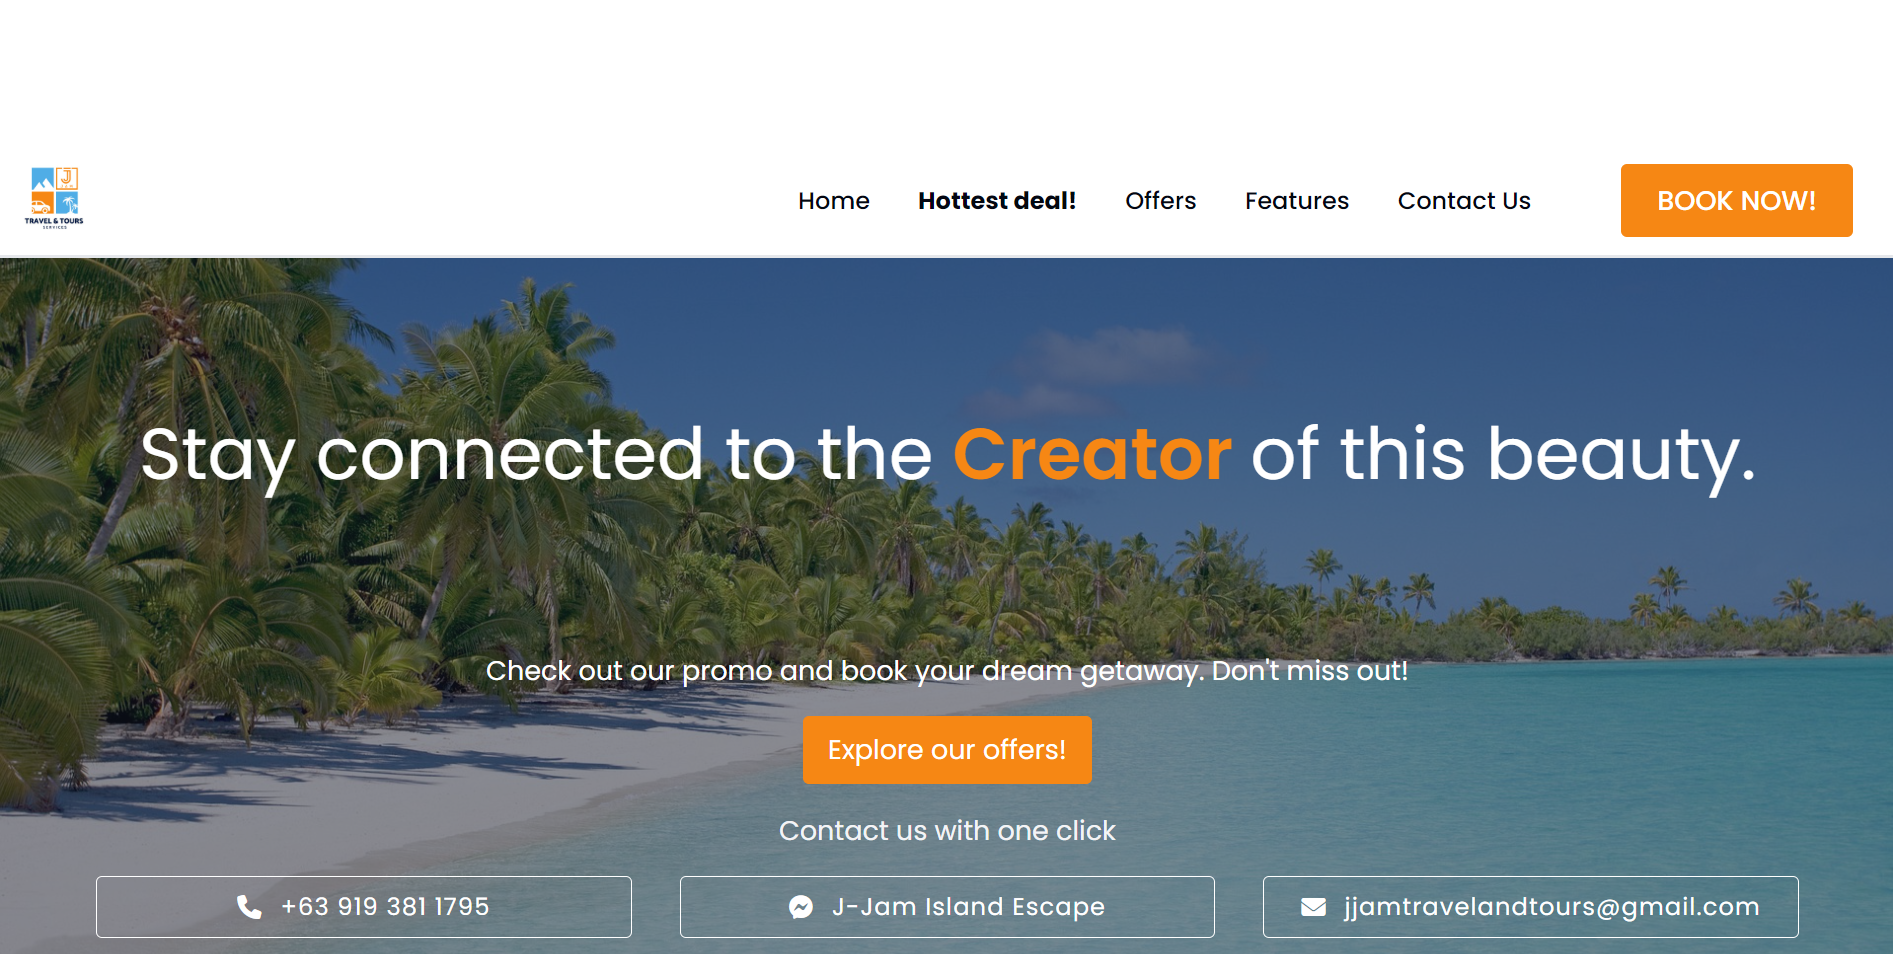 J
JAM
TRAVEL & TOURS
SERVICES
Home
Hottest deal!
Offers
Features
Contact Us
BOOK NOW!
Stay connected to the Creator of this beauty.
Check out our promo and book your dream getaway. Don't miss out!
Explore our offers!
Contact us with one click
+63 919 381 1795
J-Jam Island Escape
jjamtravelandtours@gmail.com